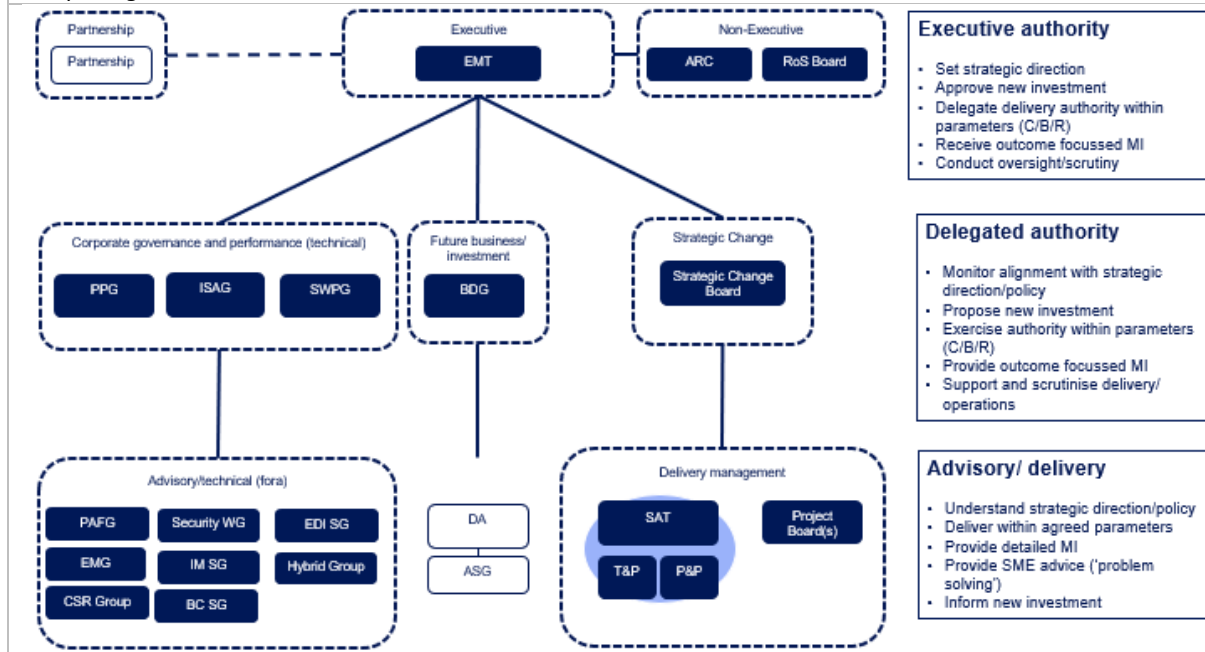 Partnership
Partnership
Executive
EMT
Non-Executive
ARC
RoS Board
Executive authority
• Set strategic direction
• Approve new investment
• Delegate delivery authority within
parameters (C/B/R)
• Receive outcome focussed MI
• Conduct oversight/scrutiny
Corporate governance and performance (technical)
PPG
ISAG
SWPG
Future business/
investment
BDG
Strategic Change
Strategic Change
Board
Delegated authority
• Monitor alignment with strategic
direction/policy
• Propose new investment
• Exercise authority within parameters
(C/B/R)
• Provide outcome focussed MI
• Support and scrutinise delivery/
operations
Advisory/technical (fora)
PAFG
Security WG
EDI SG
EMG
IM SG
Hybrid Group
CSR Group
BC SG
DA
ASG
Delivery management
SAT
Project
Board(s)
T&P
P&P
Advisory/ delivery
• Understand strategic direction/policy
• Deliver within agreed parameters
• Provide detailed MI
• Provide SME advice ('problem
solving')
• Inform new investment